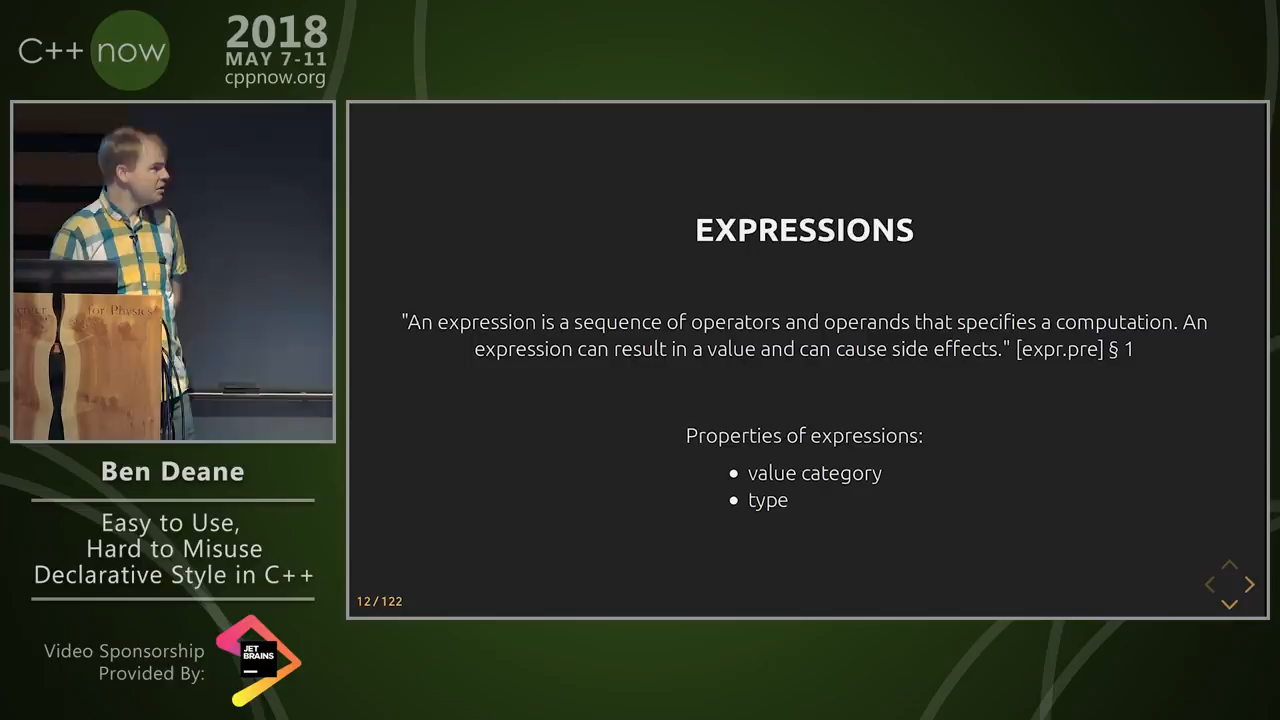 C++ now
2018
MAY 7-11
cppnow.org
for Physics
EXPRESSIONS
"An expression is a sequence of operators and operands that specifies a computation. An
expression can result in a value and can cause side effects." [expr.pre] § 1
Properties of expressions:
• value category
• type
12 / 122
Ben Deane
Easy to Use,
Hard to Misuse
Declarative Style in C++
Video Sponsorship
Provided By:
JET
BRAINS